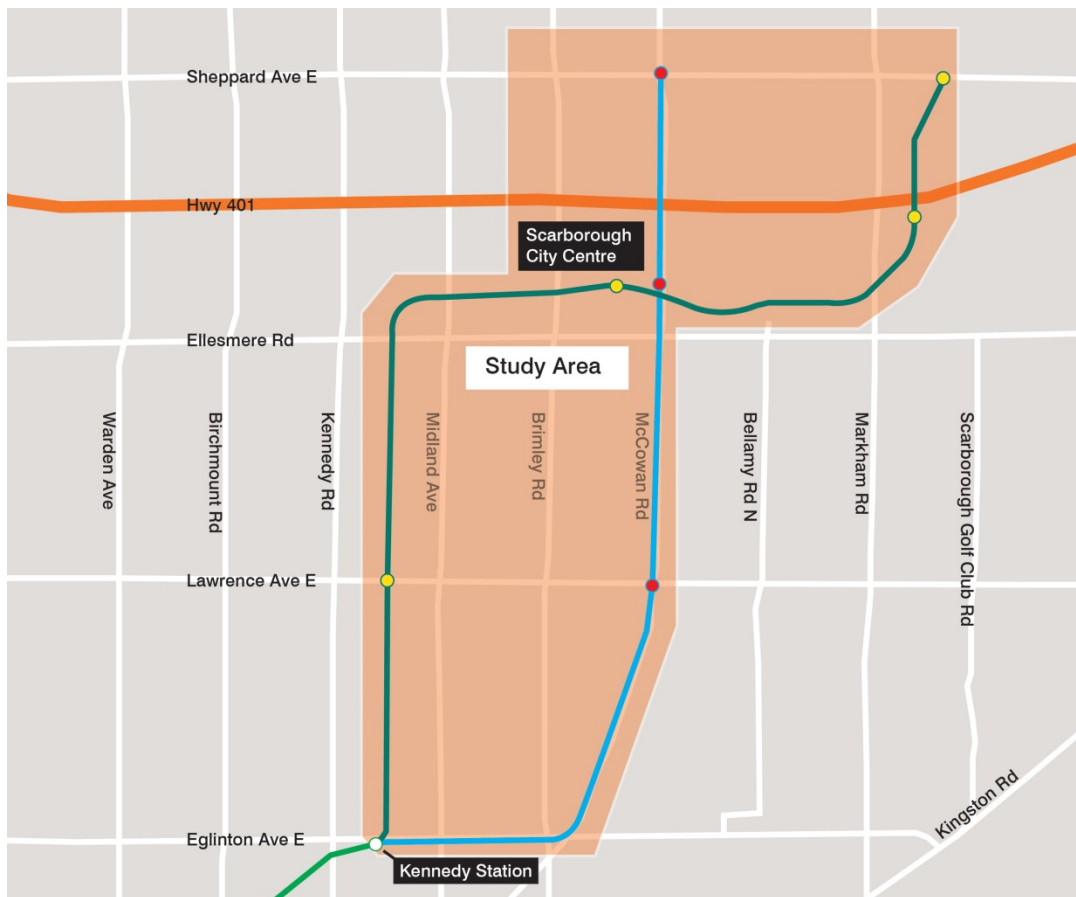 Sheppard Ave E
Hwy 401
Scarborough
City Centre
Ellesmere Rd
Study Area
Warden Ave
Birchmount Rd
Kennedy Rd
Midland Ave
Brimley Rd
McCowan Rd
Bellamy Rd N
Markham Rd
Scarborough Golf Club Rd
Lawrence Ave E
Eglinton Ave E
Kingston Rd
Kennedy Station